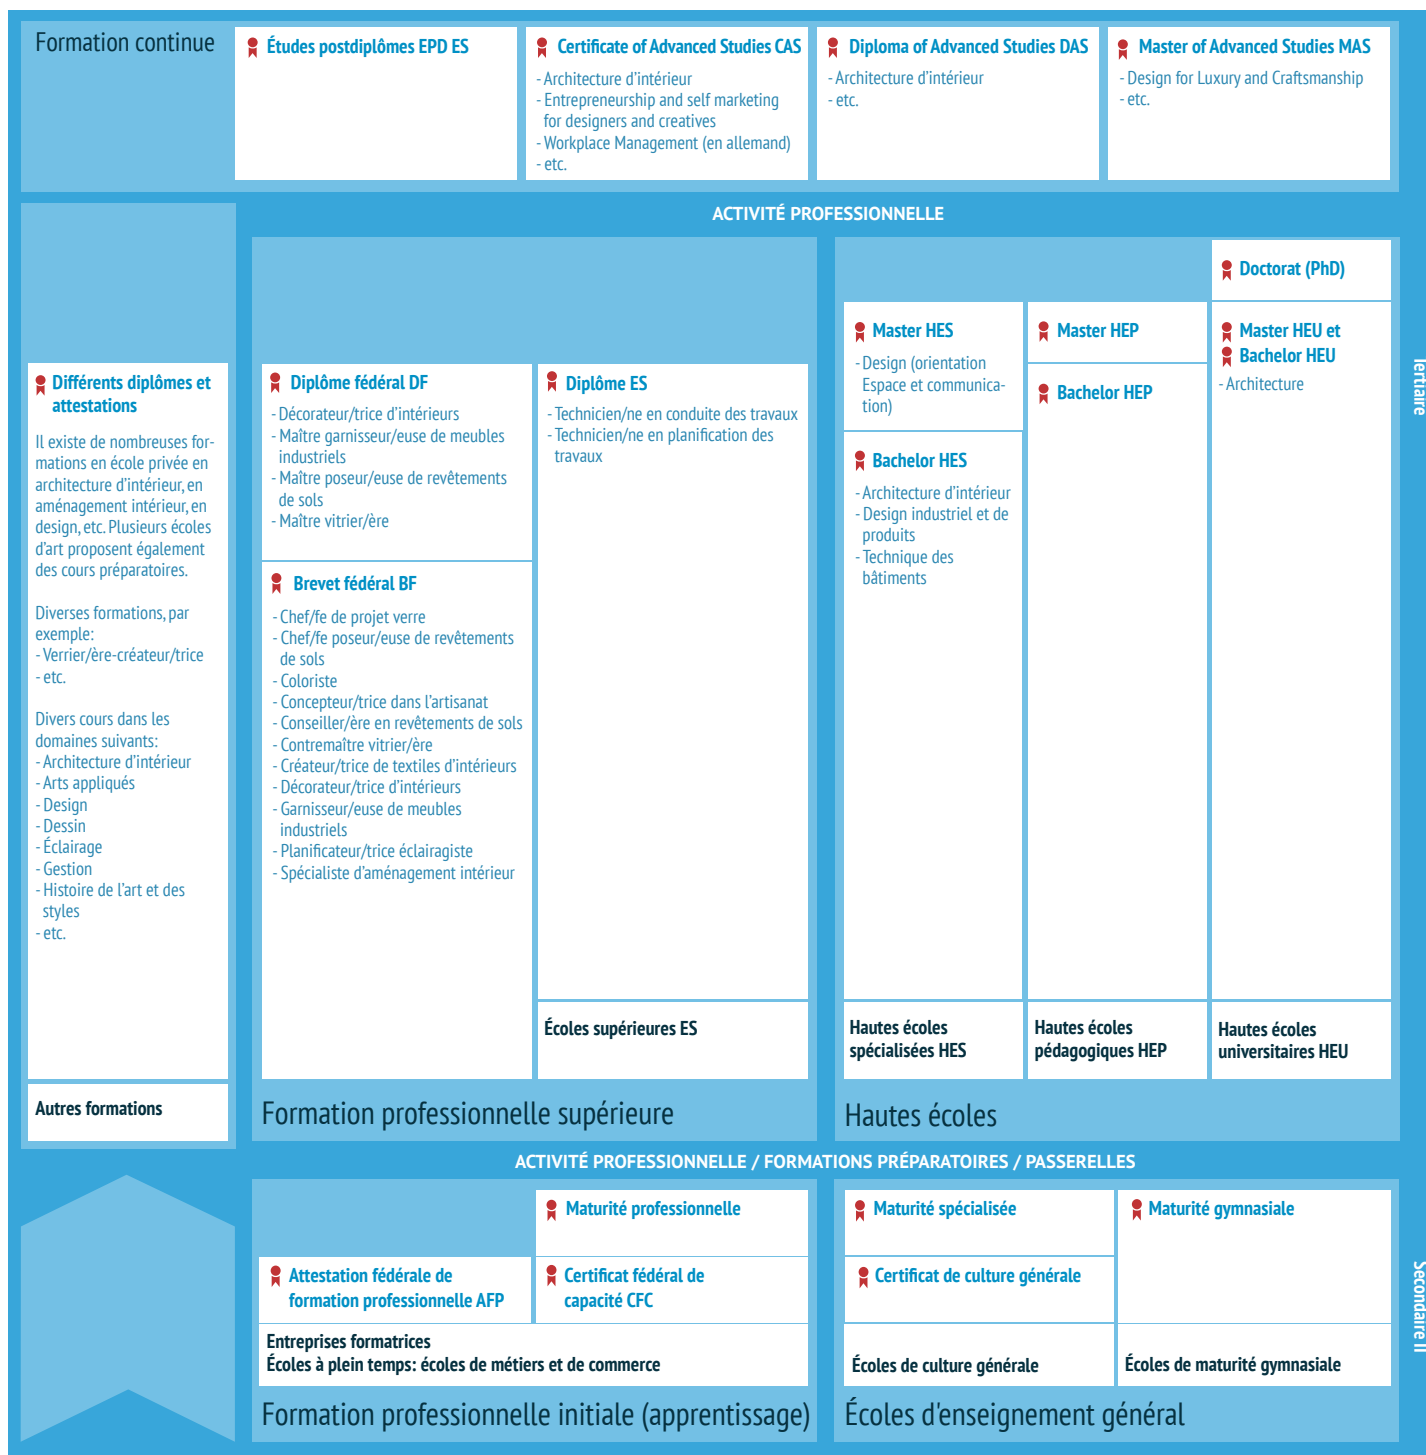 Formation continue
Études postdiplômes EPD ES
Certificate of Advanced Studies CAS
- Architecture d’intérieur
- Entrepreneurship and self marketing
for designers and creatives
- Workplace Management (en allemand)
- etc.
Diploma of Advanced Studies DAS
- Architecture d’intérieur
- etc.
Master of Advanced Studies MAS
- Design for Luxury and Craftsmanship
- etc.
ACTIVITÉ PROFESSIONNELLE
Différents diplômes et
attestations
Il existe de nombreuses for-
mations en école privée en
architecture d’intérieur, en
aménagement intérieur, en
design, etc. Plusieurs écoles
d’art proposent également
des cours préparatoires.
Diverses formations, par
exemple:
- Verrier/ère-créateur/trice
- etc.
Divers cours dans les
domaines suivants:
- Architecture d’intérieur
- Arts appliqués
- Design
- Dessin
- Éclairage
- Gestion
- Histoire de l’art et des
styles
- etc.
Autres formations
Diplôme fédéral DF
- Décorateur/trice d’intérieurs
- Maître garnisseur/euse de meubles
industriels
- Maître poseur/euse de revêtements
de sols
- Maître vitrier/ère
Brevet fédéral BF
- Chef/fe de projet verre
- Chef/fe poseur/euse de revêtements
de sols
- Coloriste
- Concepteur/trice dans l’artisanat
- Conseiller/ère en revêtements de sols
- Contremaître vitrier/ère
- Créateur/trice de textiles d’intérieurs
- Décorateur/trice d’intérieurs
- Garnisseur/euse de meubles
industriels
- Planificateur/trice éclairagiste
- Spécialiste d’aménagement intérieur
Diplôme ES
- Technicien/ne en conduite des travaux
- Technicien/ne en planification des
travaux
Écoles supérieures ES
Formation professionnelle supérieure
Master HES
- Design (orientation
Espace et communica-
tion)
Bachelor HES
- Architecture d’intérieur
- Design industriel et de
produits
- Technique des
bâtiments
Hautes écoles
spécialisées HES
Master HEP
Bachelor HEP
Hautes écoles
pédagogiques HEP
Doctorat (PhD)
Master HEU et
Bachelor HEU
- Architecture
Hautes écoles
universitaires HEU
Hautes écoles
Tertiaire
ACTIVITÉ PROFESSIONNELLE / FORMATIONS PRÉPARATOIRES / PASSERELLES
Maturité professionnelle
Attestation fédérale de
formation professionnelle AFP
Certificat fédéral de
capacité CFC
Entreprises formatrices
Écoles à plein temps: écoles de métiers et de commerce
Formation professionnelle initiale (apprentissage)
Maturité spécialisée
Certificat de culture générale
Écoles de culture générale
Maturité gymnasiale
Écoles de maturité gymnasiale
Écoles d'enseignement général
Secondaire II